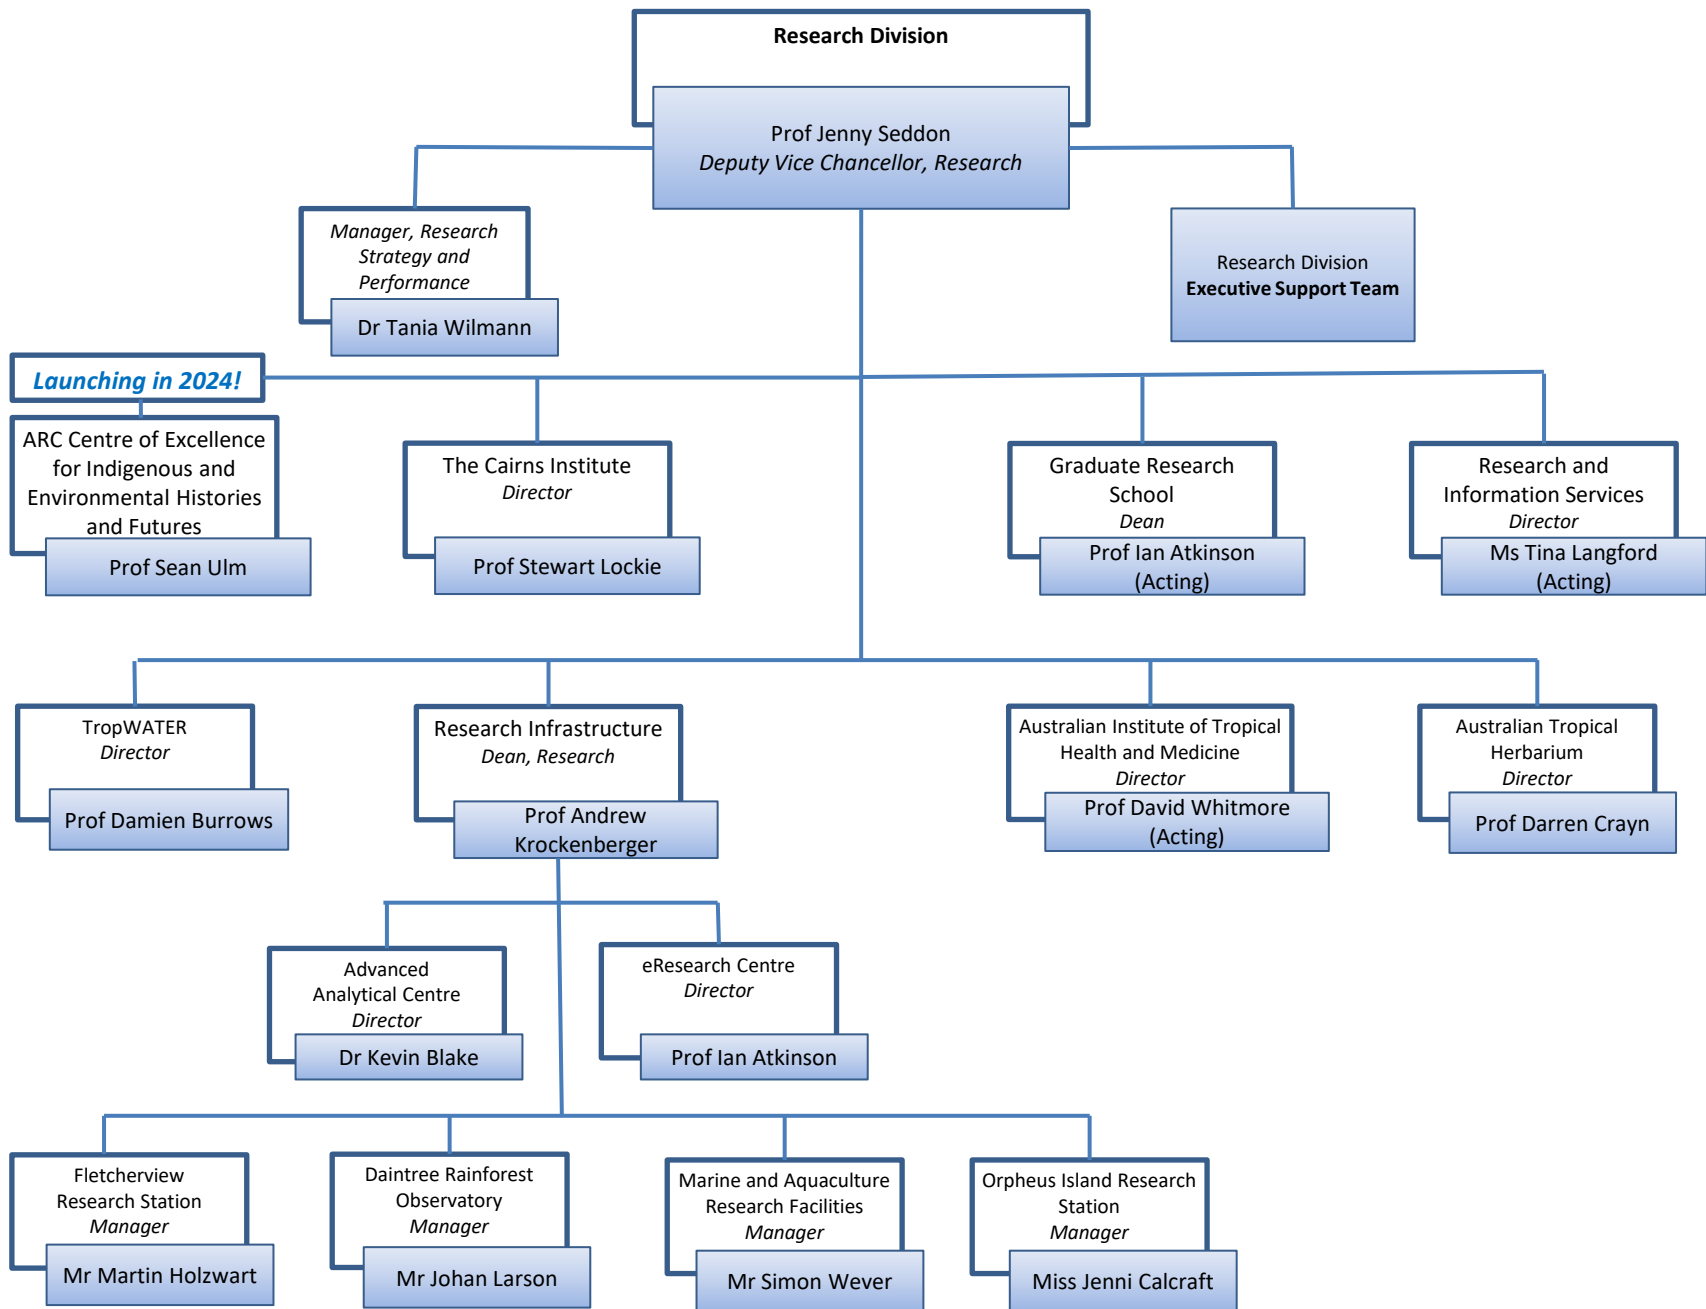 Research Division
Prof Jenny Seddon
Deputy Vice Chancellor, Research
Manager, Research
Strategy and
Performance
Dr Tania Wilmann
Research Division
Executive Support Team
Launching in 2024!
ARC Centre of Excellence
for Indigenous and
Environmental Histories
and Futures
Prof Sean Ulm
The Cairns Institute
Director
Prof Stewart Lockie
Graduate Research
School
Dean
Prof Ian Atkinson
(Acting)
Research and
Information Services
Director
Ms Tina Langford
(Acting)
TropWATER
Director
Prof Damien Burrows
Research Infrastructure
Dean, Research
Prof Andrew
Krockenberger
Australian Institute of Tropical
Health and Medicine
Director
Prof David Whitmore
(Acting)
Australian Tropical
Herbarium
Director
Prof Darren Crayn
Advanced
Analytical Centre
Director
Dr Kevin Blake
eResearch Centre
Director
Prof Ian Atkinson
Fletcherview
Research Station
Manager
Mr Martin Holzwart
Daintree Rainforest
Observatory
Manager
Mr Johan Larson
Marine and Aquaculture
Research Facilities
Manager
Mr Simon Wever
Orpheus Island Research
Station
Manager
Miss Jenni Calcraft